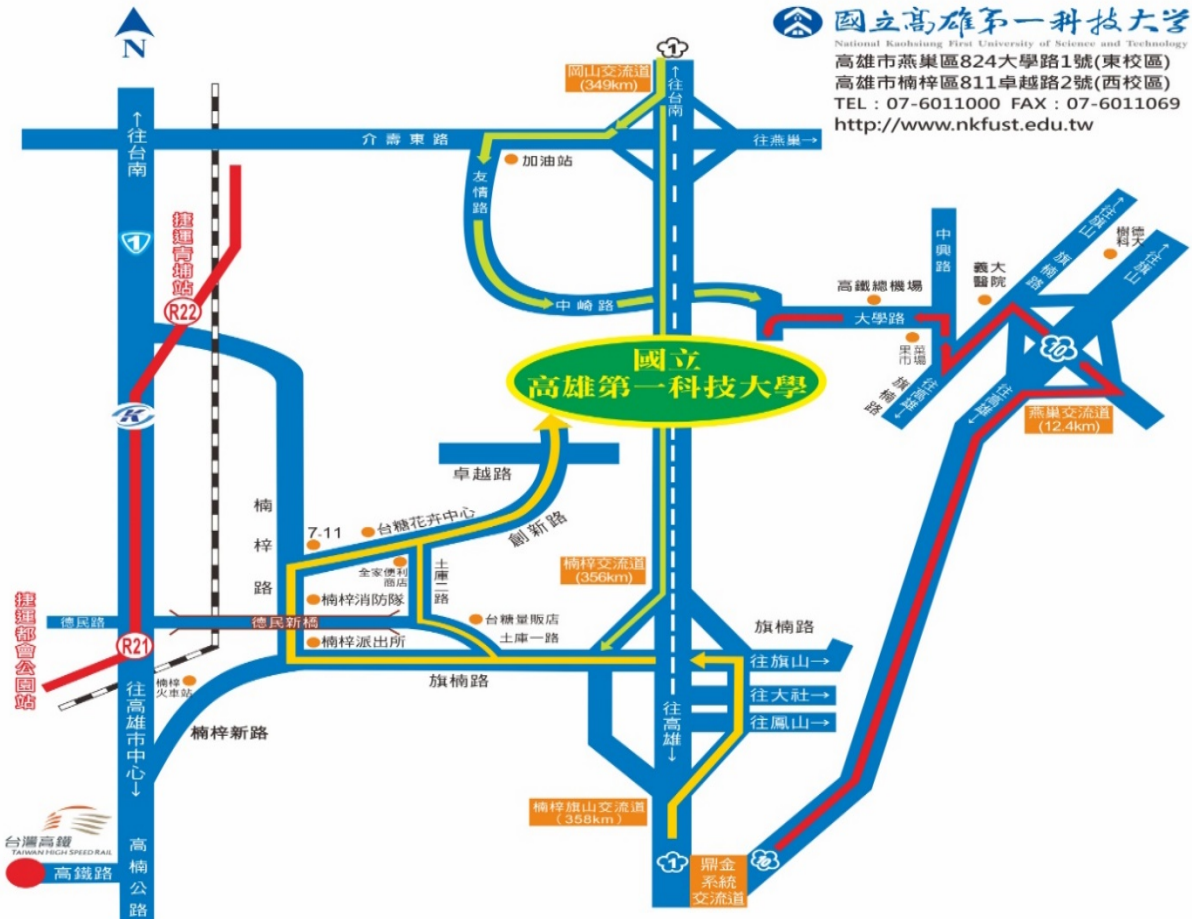 N
國立高雄第一科技大學
National Kaohsiung First University of Science and Technology
高雄市燕巢區824大學路1號(東校區)
高雄市楠梓區811卓越路2號(西校區)
TEL：07-6011000 FAX：07-6011069
http://www.nkfust.edu.tw
1
岡山交流道
(349km)
↑往台南
↑往台南
介壽東路
往燕巢→
加油站
友情路
1
捷運青埔站
R22
中崎路
中興路
高鐵總機場
大學路
義大
醫院
↑往旗山
旗楠路
樹德
科大
↑往旗山
10
果菜
市場
旗楠路
往高雄↓
往高雄↓
燕巢交流道
(12.4km)
國立
高雄第一科技大學
K
卓越路
楠梓路
7-11
台糖花卉中心
創新路
全家便利
商店
土庫二路
楠梓交流道
(356km)
楠梓消防隊
德民路
德民新橋
台糖量販店
土庫一路
旗楠路
捷運都會公園站
R21
楠梓派出所
往旗山→
旗楠路
往大社→
往鳳山→
楠梓
火車站
往高雄市中心↓
楠梓新路
往高雄↓
楠梓旗山交流道
(358km)
台灣高鐵
TAIWAN HIGH SPEED RAIL
高鐵路
高楠公路
1
鼎金
系統
交流道
10